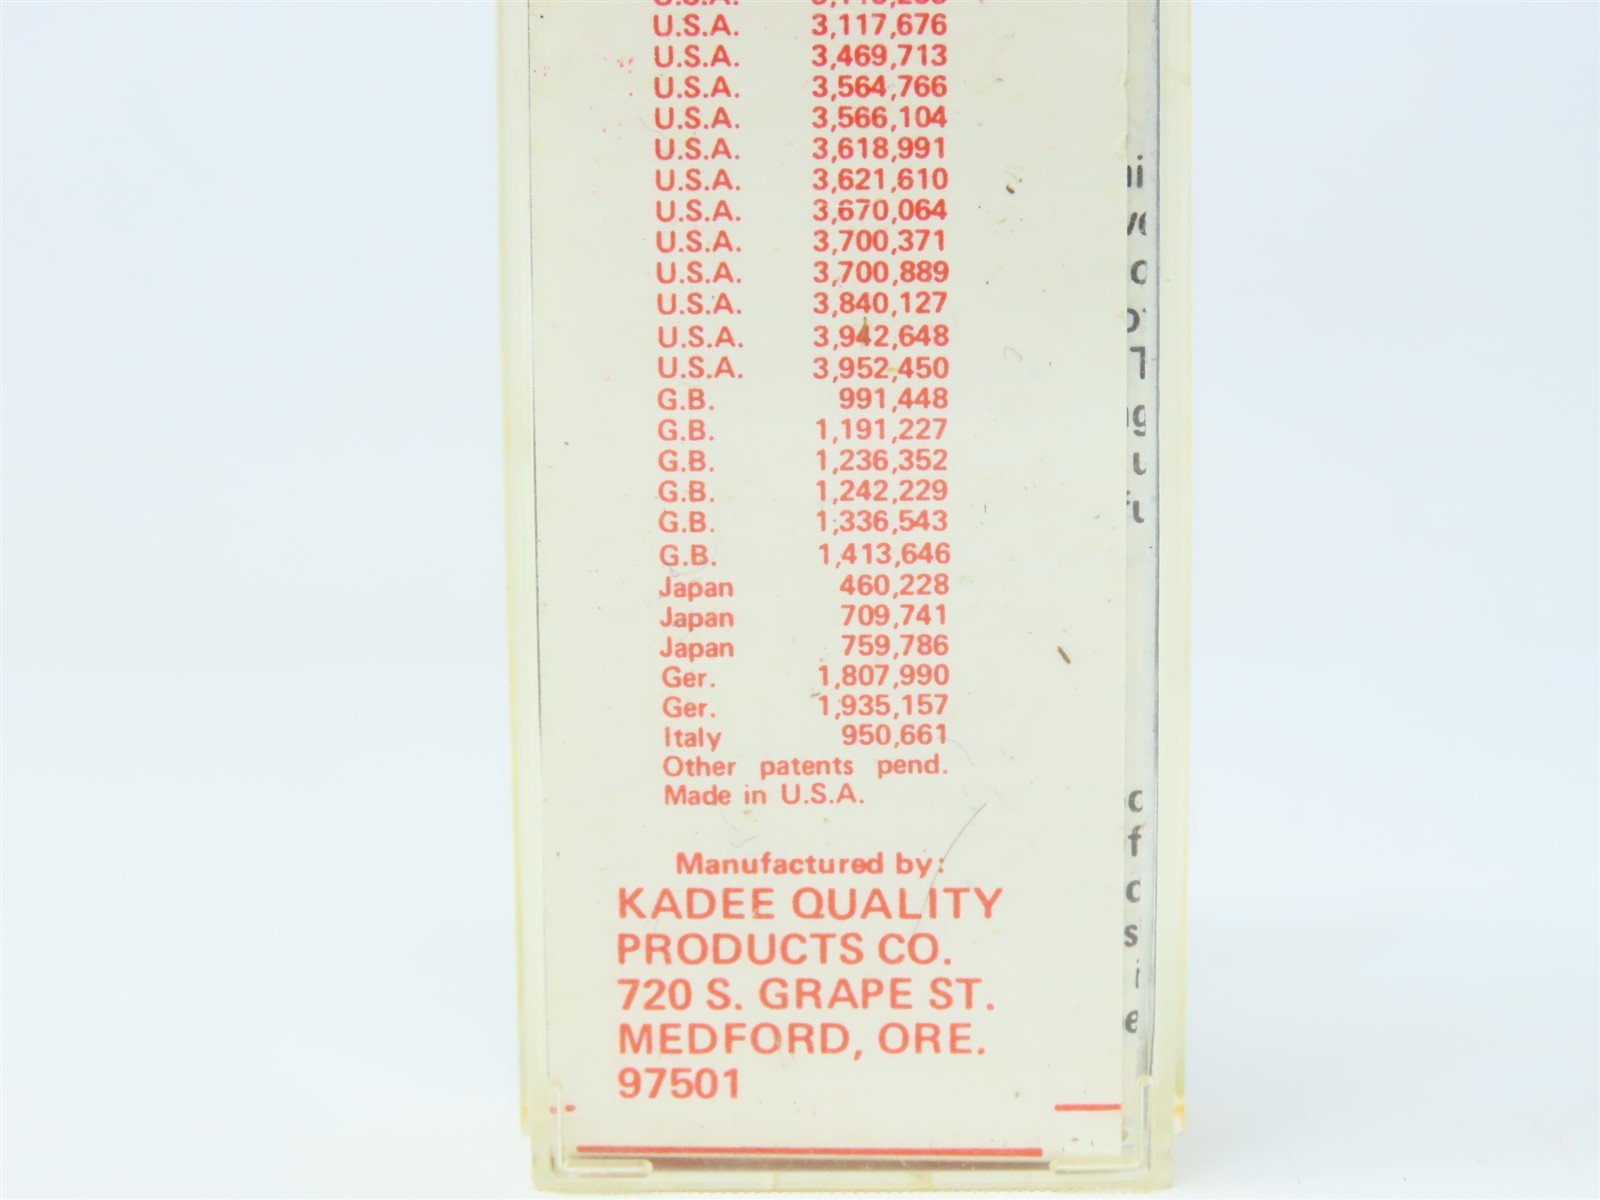 U.S.A. 3,117,676
U.S.A. 3,469,713
U.S.A. 3,564,766
U.S.A. 3,566,104
U.S.A. 3,618,991
U.S.A. 3,621,610
U.S.A. 3,670,064
U.S.A. 3,700,371
U.S.A. 3,700,889
U.S.A. 3,840,127
U.S.A. 3,942,648
U.S.A. 3,952,450
G.B. 991,448
G.B. 1,191,227
G.B. 1,236,352
G.B. 1,242,229
G.B. 1,336,543
G.B. 1,413,646
Japan 460,228
Japan 709,741
Japan 759,786
Ger. 1,807,990
Ger. 1,935,157
Italy 950,661
Other patents pend.
Made in U.S.A.
Manufactured by:
KADEE QUALITY
PRODUCTS CO.
720 S. GRAPE ST.
MEDFORD, ORE.
97501